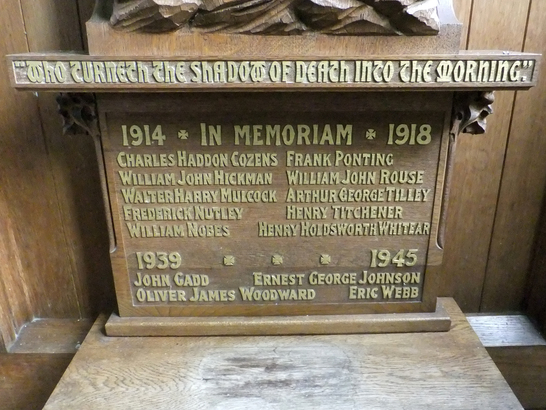 "WHO TURNETH THE SHADOW OF DEATH INTO THE MORNING."
1914 IN MEMORIAM 1918
CHARLES HADDON COZENS FRANK PONTING
WILLIAM JOHN HICKMAN WILLIAM JOHN ROUSE
WALTER HARRY MULCOCK ARTHUR GEORGE TILLEY
FREDERICK NUTLEY HENRY TITCHENER
WILLIAM NOBES HENRY HOLDSWORTH WHITEAR
1939 1945
JOHN GADD ERNEST GEORGE JOHNSON
OLIVER JAMES WOODWARD ERIC WEBB